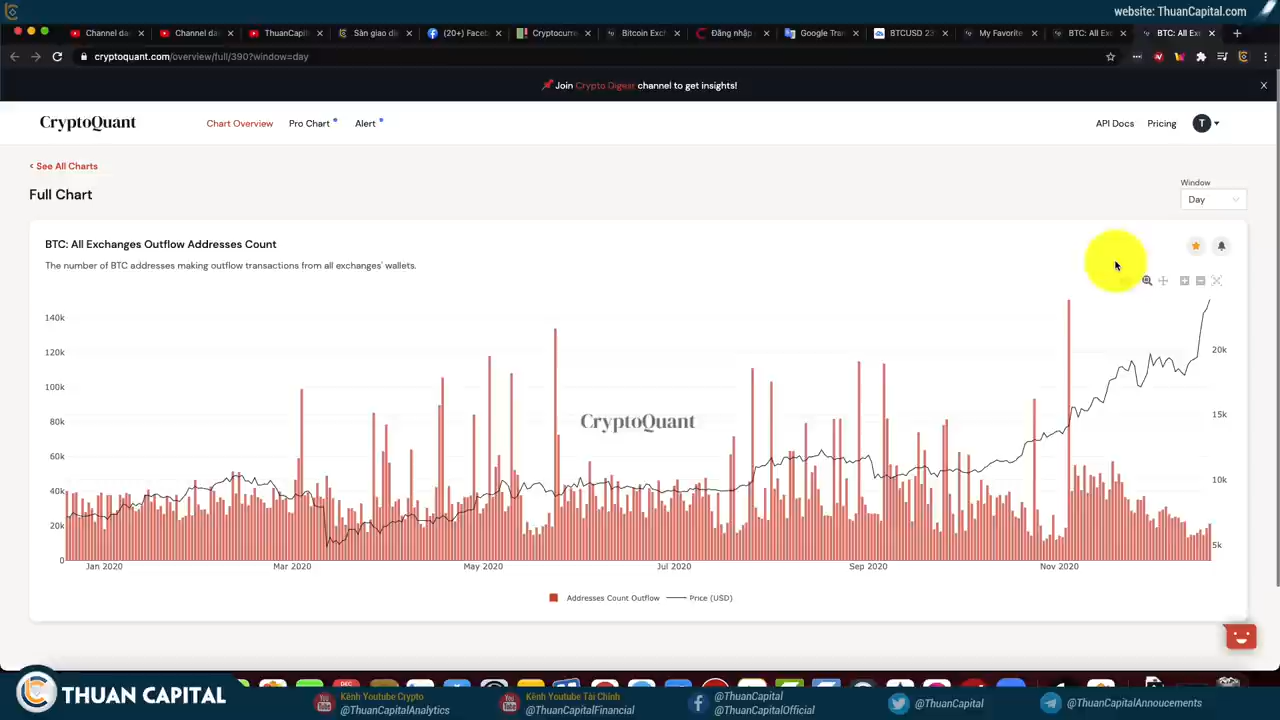 website: ThuanCapital.com
Channel da
Channel da
ThuanCapit
Sàn giao dic
(20+) Faceb
Cryptocurre
Bitcoin Exch
Đăng nhập
Google Tran
BTCUSD 23
My Favorite
BTC: All Exc
BTC: All Exc
cryptoquant.com/overview/full/390?window=day
Join Crypto Digest channel to get insights!
CryptoQuant
Chart Overview
Pro Chart
Alert
API Docs
Pricing
T
< See All Charts
Full Chart
Window
Day
BTC: All Exchanges Outflow Addresses Count
The number of BTC addresses making outflow transactions from all exchanges' wallets.
140k
120k
100k
80k
60k
40k
20k
0
20k
15k
10k
5k
CryptoQuant
Jan 2020
Mar 2020
May 2020
Jul 2020
Sep 2020
Nov 2020
Addresses Count Outflow
Price (USD)
THUAN CAPITAL
Kênh Youtube Crypto
@ThuanCapitalAnalytics
Kênh Youtube Tài Chính
@ThuanCapitalFinancial
@ThuanCapital
@ThuanCapitalOfficial
@ThuanCapital
@ThuanCapitalAnnoucements